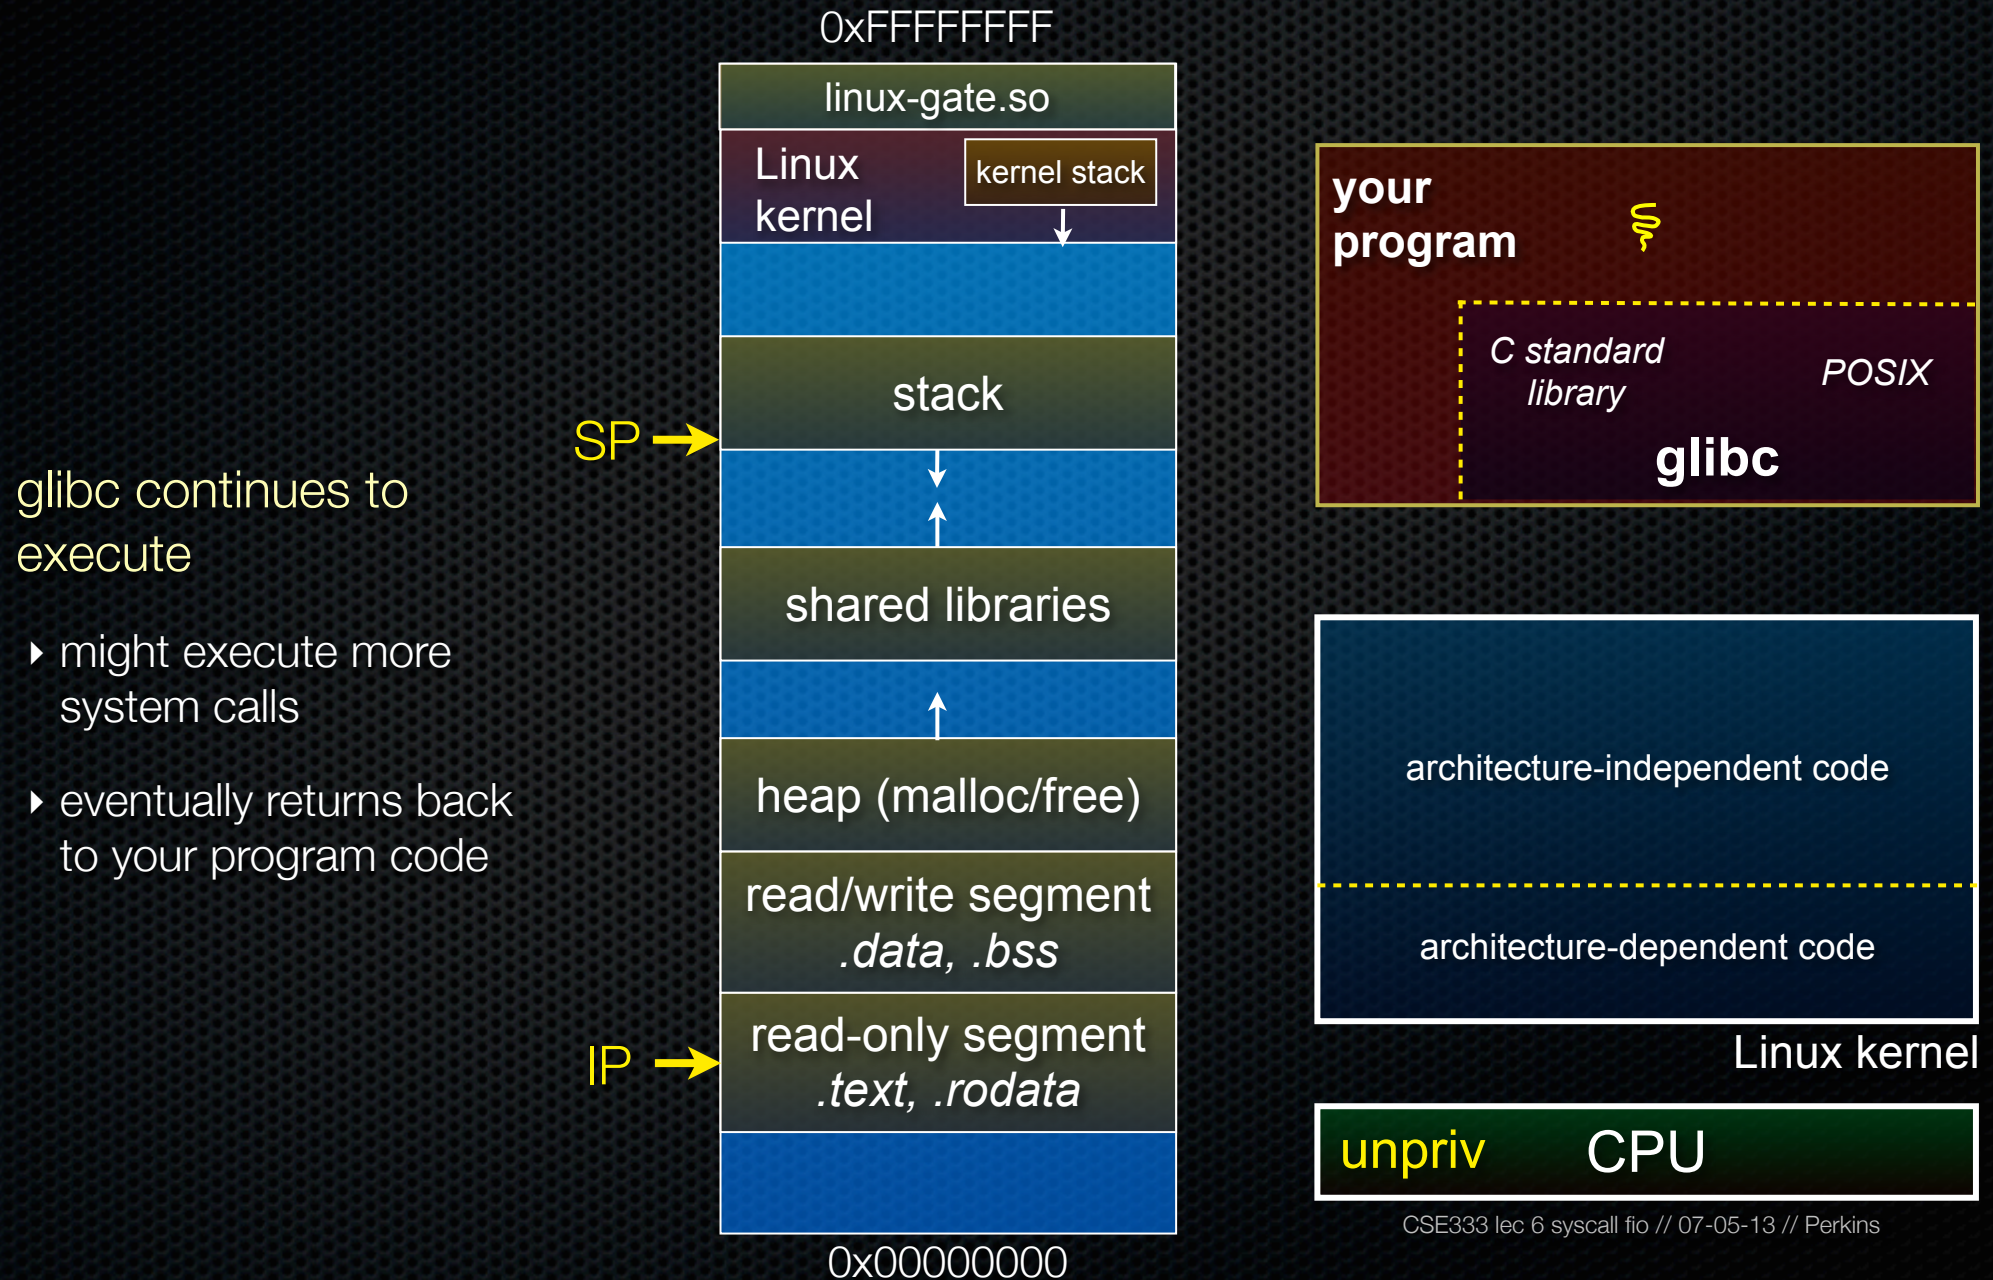 glibc continues to
execute
▸ might execute more
system calls
▸ eventually returns back
to your program code
0xFFFFFFFF
linux-gate.so
Linux
kernel
kernel stack
stack
SP
shared libraries
heap (malloc/free)
read/write segment
.data, .bss
IP
read-only segment
.text, .rodata
0x00000000
your
program
C standard
library
POSIX
glibc
architecture-independent code
architecture-dependent code
Linux kernel
unpriv CPU
CSE333 lec 6 syscall fio // 07-05-13 // Perkins